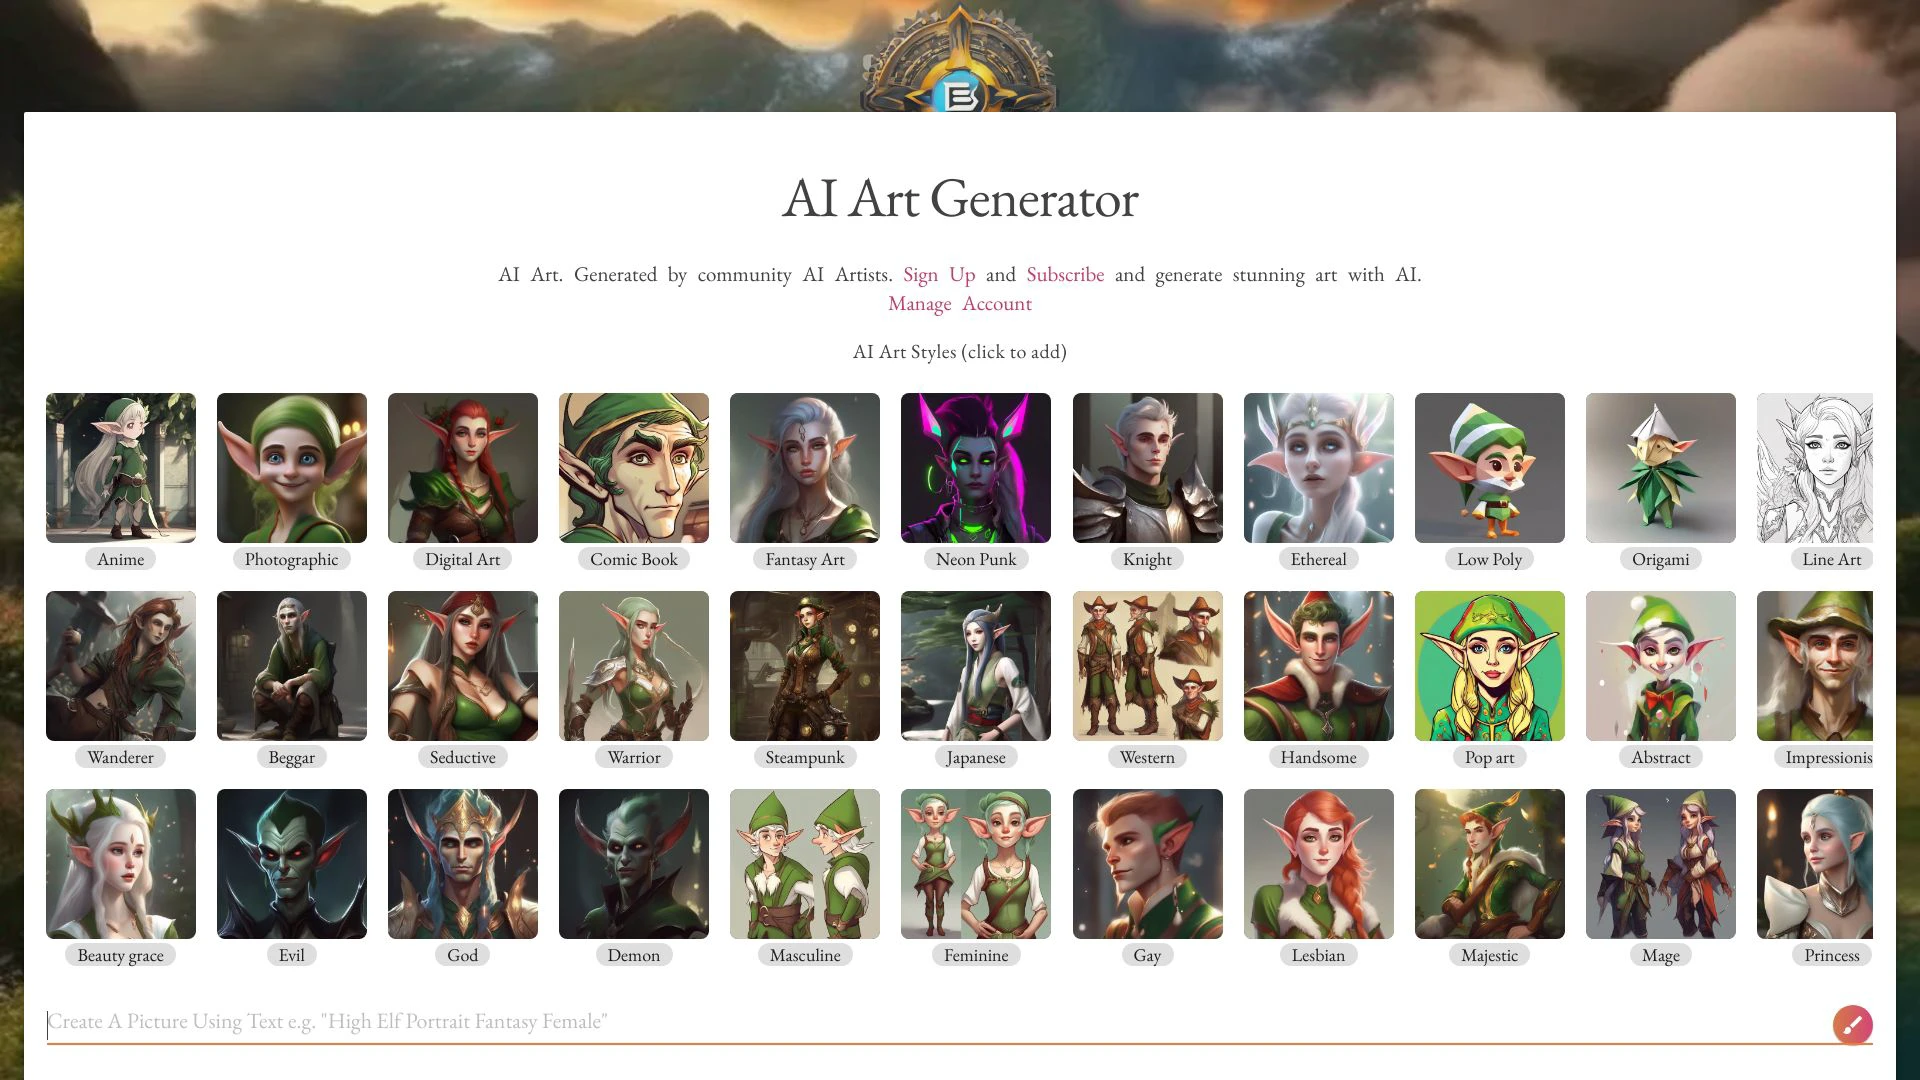 AI Art Generator
AI Art. Generated by community AI Artists. Sign Up and Subscribe and generate stunning art with AI.
Manage Account
AI Art Styles (click to add)
Anime Photographic Digital Art Comic Book Fantasy Art Neon Punk Knight Ethereal Low Poly Origami Line Art
Wanderer Beggar Seductive Warrior Steampunk Japanese Western Handsome Pop art Abstract Impressionis
Beauty grace Evil God Demon Masculine Feminine Gay Lesbian Majestic Mage Princess
Create A Picture Using Text e.g. "High Elf Portrait Fantasy Female"